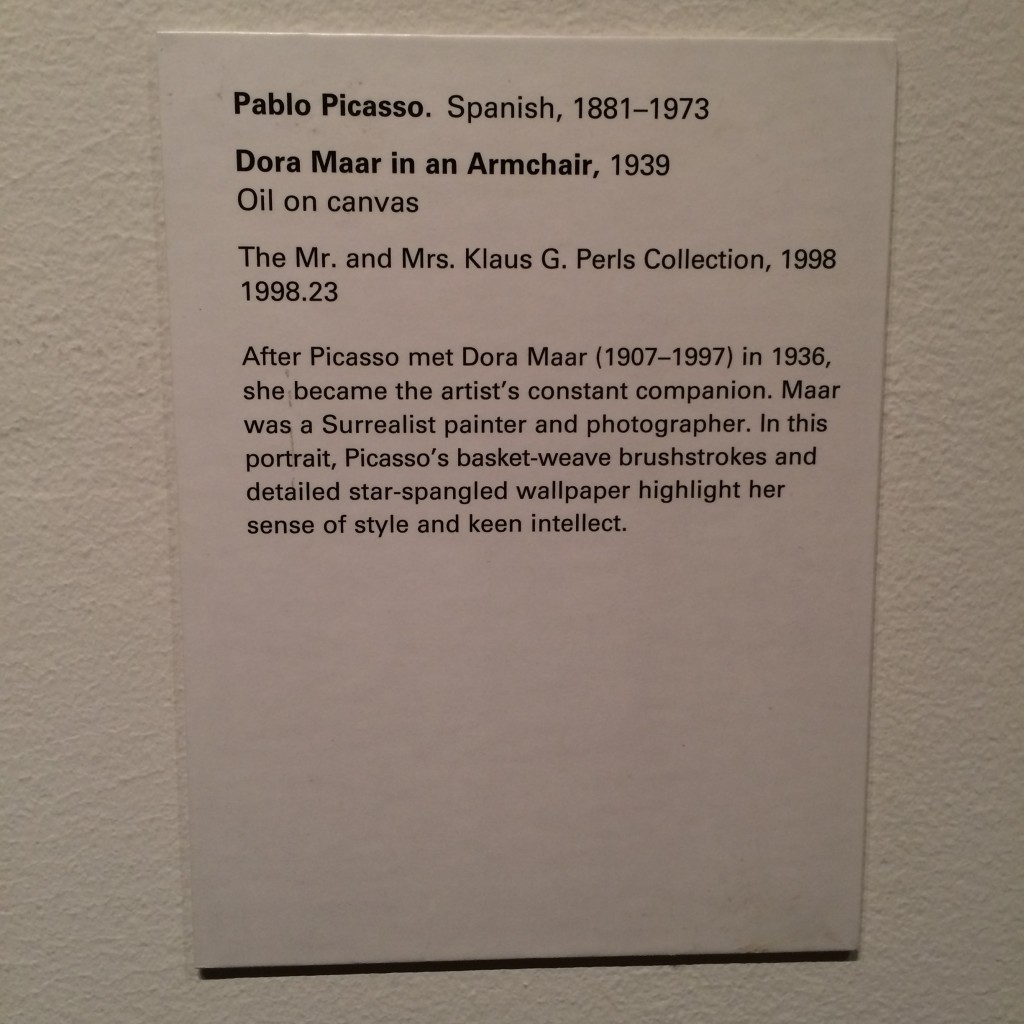 Pablo Picasso. Spanish, 1881–1973
Dora Maar in an Armchair, 1939
Oil on canvas
The Mr. and Mrs. Klaus G. Perls Collection, 1998
1998.23
After Picasso met Dora Maar (1907–1997) in 1936,
she became the artist's constant companion. Maar
was a Surrealist painter and photographer. In this
portrait, Picasso's basket-weave brushstrokes and
detailed star-spangled wallpaper highlight her
sense of style and keen intellect.